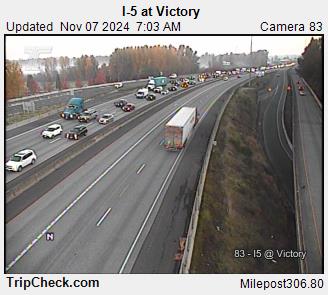 I-5 at Victory
Updated Nov 07 2024 7:03 AM Camera 83
N
83 - I5 @ Victory
TripCheck.com Milepost306.80